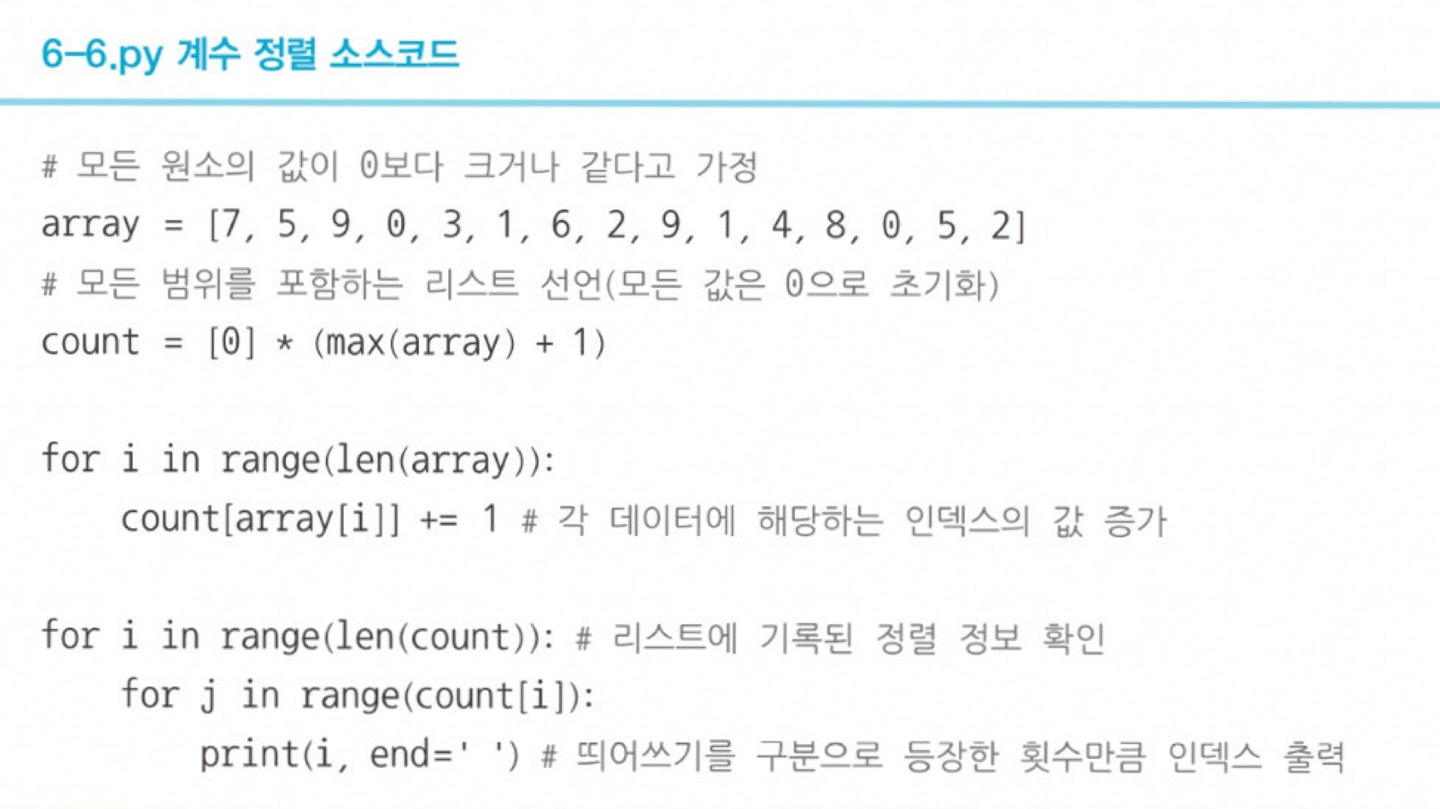 6-6.py 계수 정렬 소스코드
# 모든 원소의 값이 0보다 크거나 같다고 가정
array = [7, 5, 9, 0, 3, 1, 6, 2, 9, 1, 4, 8, 0, 5, 2]
# 모든 범위를 포함하는 리스트 선언(모든 값은 0으로 초기화)
count = [0] * (max(array) + 1)

for i in range(len(array)):
    count[array[i]] += 1 # 각 데이터에 해당하는 인덱스의 값 증가

for i in range(len(count)): # 리스트에 기록된 정렬 정보 확인
    for j in range(count[i]):
        print(i, end=' ') # 띄어쓰기를 구분으로 등장한 횟수만큼 인덱스 출력